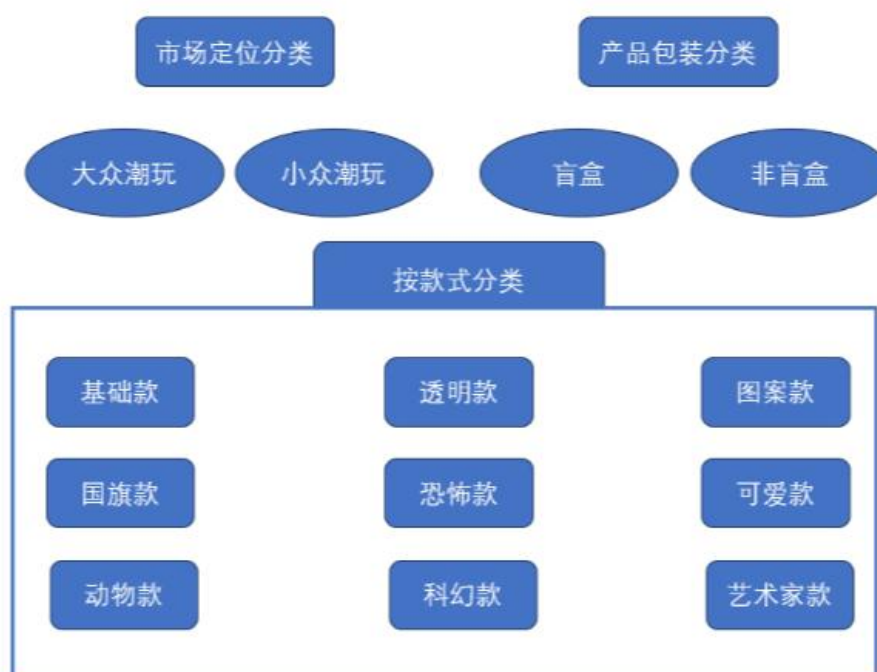 市场定位分类 产品包装分类
大众潮玩 小众潮玩 盲盒 非盲盒
按款式分类
基础款 透明款 图案款
国旗款 恐怖款 可爱款
动物款 科幻款 艺术家款